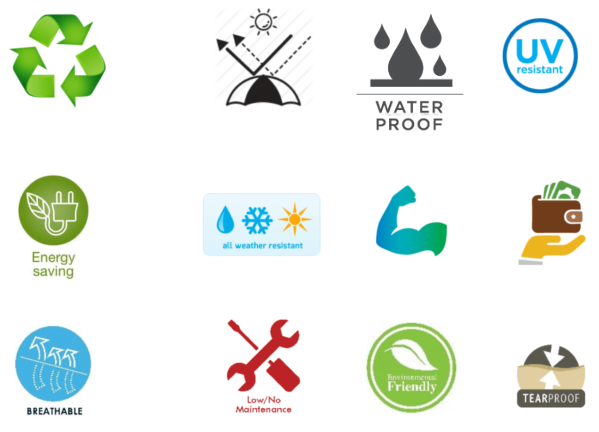 WATER
PROOF
UV
resistant
Energy
saving
all weather resistant
BREATHABLE
Low/No
Maintenance
Environmental
Friendly
TEARPROOF